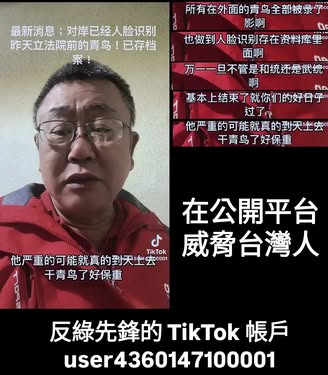 最新消息；对岸已经人脸识别
昨天立法院前的青鸟！已存档
案！
TikTok
他严重的可能就真的到天上去
干青鸟了好保重
所有在外面的青鸟全部被录了
影啊
也做到人脸识别存在资料库里
面啊
万一一旦不管是和统还是武统
啊
基本上结束了就你们的好日子
过了
他严重的可能就真的到天上去
干青鸟了好保重
在公開平台
威脅台灣人
反綠先鋒的 TikTok 帳戶
user4360147100001